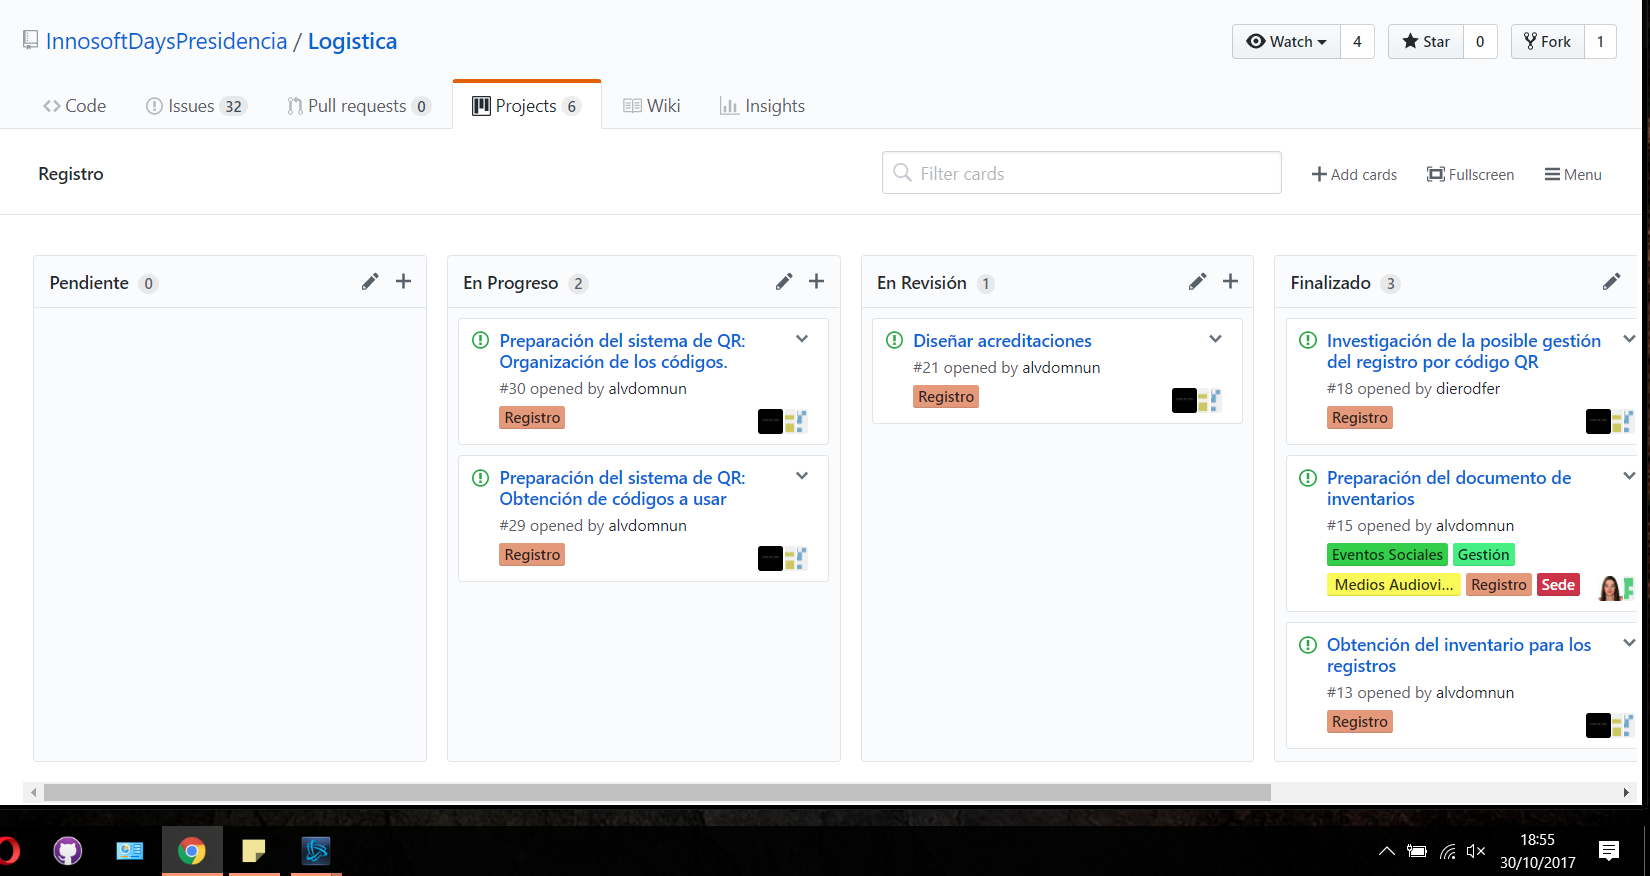 InnosoftDaysPresidencia / Logistica
Watch 4
Star 0
Fork 1
Code
Issues 32
Pull requests 0
Projects 6
Wiki
Insights
Registro
Filter cards
Add cards
Fullscreen
Menu
Pendiente 0
En Progreso 2
Preparación del sistema de QR:
Organización de los códigos.
#30 opened by alvdomnun
Registro
Preparación del sistema de QR:
Obtención de códigos a usar
#29 opened by alvdomnun
Registro
En Revisión 1
Diseñar acreditaciones
#21 opened by alvdomnun
Registro
Finalizado 3
Investigación de la posible gestión
del registro por código QR
#18 opened by dierodfer
Registro
Preparación del documento de
inventarios
#15 opened by alvdomnun
Eventos Sociales Gestión
Medios Audiovi... Registro Sede
Obtención del inventario para los
registros
#13 opened by alvdomnun
Registro
18:55
30/10/2017